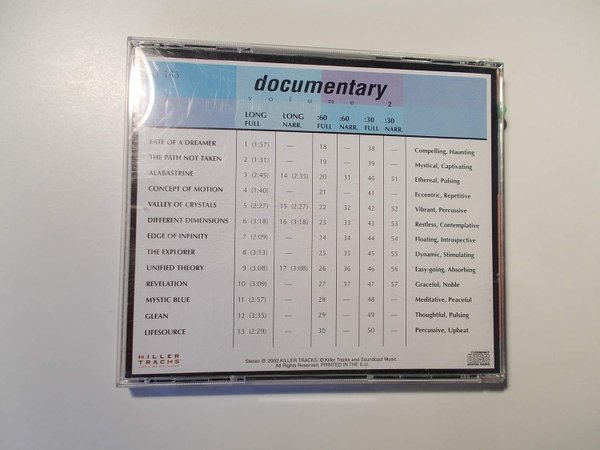 documentary
volume 2
LONG FULL LONG NARR. :60 FULL :60 NARR. :30 FULL :30 NARR.
FATE OF A DREAMER 1 (1:57) — 18 38 — Compelling, Haunting
THE PATH NOT TAKEN 2 (1:31) — 19 — 39 — Mystical, Captivating
ALABASTRINE 3 (2:45) 14 (2:35) 20 31 40 51 Ethereal, Pulsing
CONCEPT OF MOTION 4 (1:40) — 21 — 41 — Eccentric, Repetitive
VALLEY OF CRYSTALS 5 (2:27) 15 (2:27) 22 32 42 52 Vibrant, Percussive
DIFFERENT DIMENSIONS 6 (3:18) 16 (3:18) 23 33 43 53 Restless, Contemplative
EDGE OF INFINITY 7 (2:09) — 24 34 44 54 Floating, Introspective
THE EXPLORER 8 (3:13) — 25 35 45 55 Dynamic, Stimulating
UNIFIED THEORY 9 (3:08) 17 (3:08) 26 36 46 56 Easy-going, Absorbing
REVELATION 10 (3:09) — 27 37 47 57 Graceful, Noble
MYSTIC BLUE 11 (2:57) — 28 — 48 — Meditative, Peaceful
GLEAN 12 (3:35) — 29 — 49 — Thoughtful, Pulsing
LIFESOURCE 13 (2:29) — 30 — 50 — Percussive, Upbeat
KILLER
TRACKS
Stereo ℗ 2002 KILLER TRACKS. © Killer Tracks and Soundcast Music.
All Rights Reserved. PRINTED IN THE E.U.
COMPACT
disc
DIGITAL AUDIO